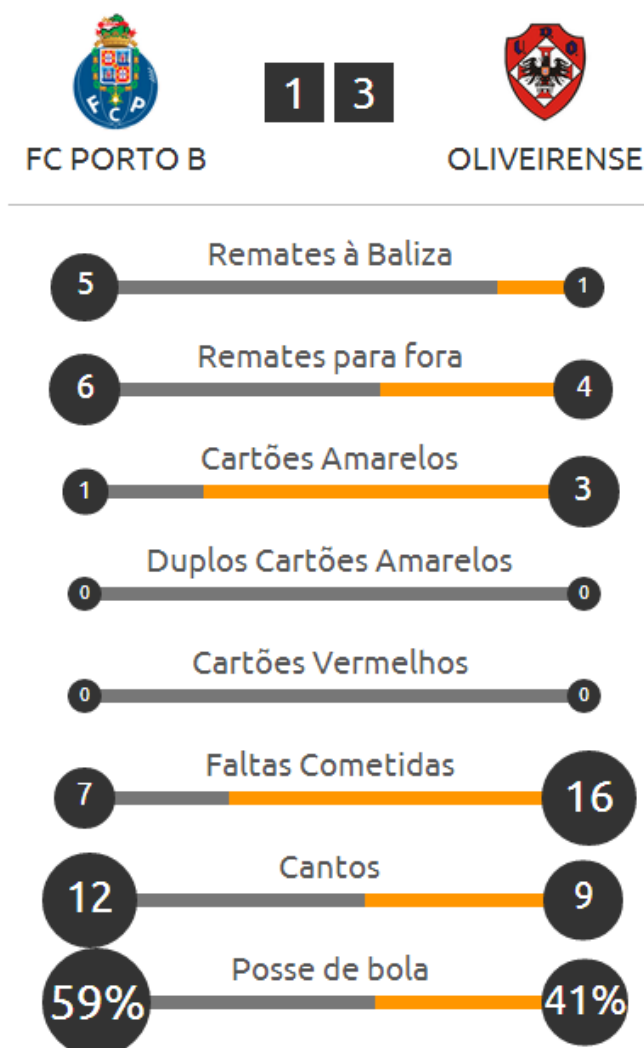 FCP
U.D.O.
1 3
FC PORTO B OLIVEIRENSE
Remates à Baliza
5 1
Remates para fora
6 4
Cartões Amarelos
1 3
Duplos Cartões Amarelos
0 0
Cartões Vermelhos
0 0
Faltas Cometidas
7 16
Cantos
12 9
Posse de bola
59% 41%